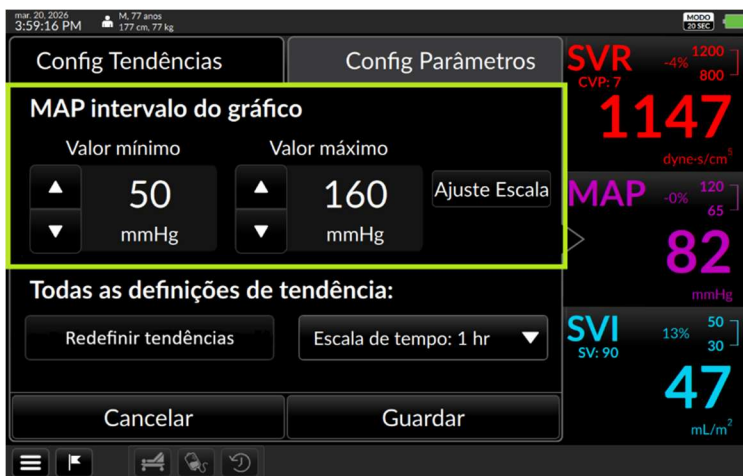 mar. 20, 2026
3:59:16 PM
M, 77 anos
177 cm, 77 kg
MODO
20 SEC
Config Tendências
Config Parâmetros
MAP intervalo do gráfico
Valor mínimo
Valor máximo
50
mmHg
160
mmHg
Ajuste Escala
Todas as definições de tendência:
Redefinir tendências
Escala de tempo: 1 hr
Cancelar
Guardar
SVR
CVP: 7
-4%
1200
800
1147
dyne·s/cm⁵
MAP
-0%
120
65
82
mmHg
SVI
SV: 90
13%
50
30
47
mL/m²